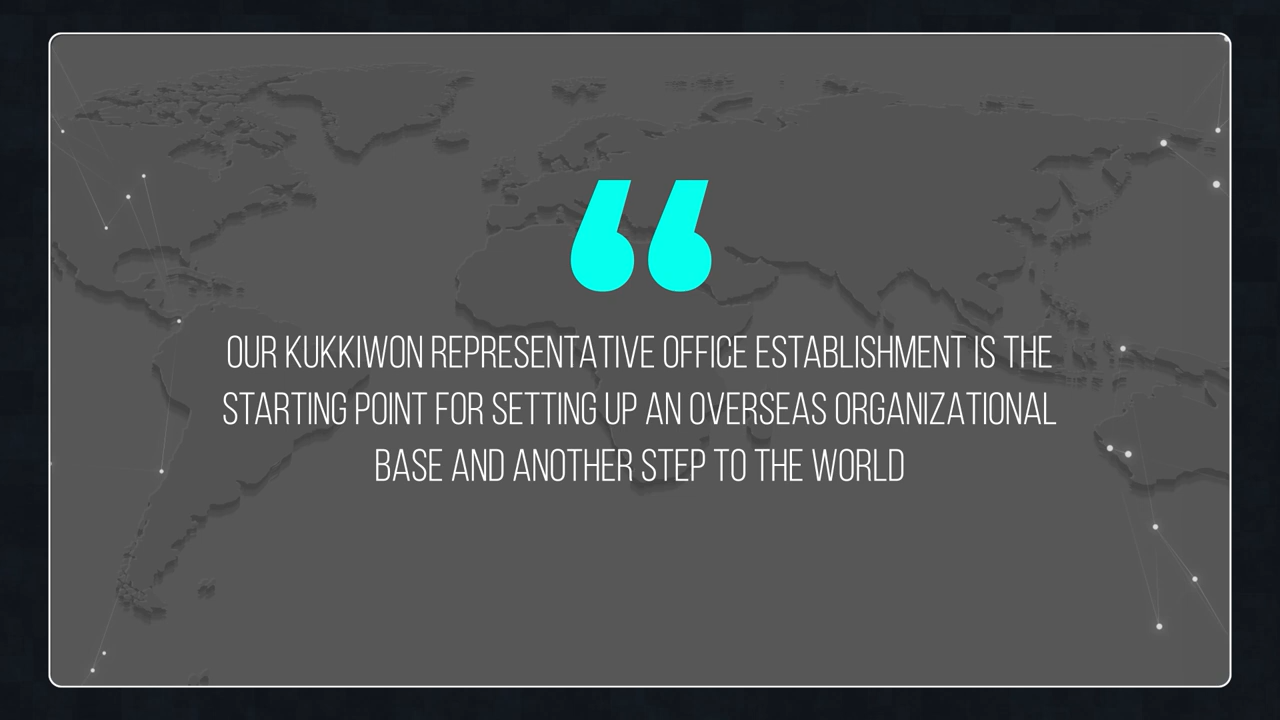 “
OUR KUKKIWON REPRESENTATIVE OFFICE ESTABLISHMENT IS THE
STARTING POINT FOR SETTING UP AN OVERSEAS ORGANIZATIONAL
BASE AND ANOTHER STEP TO THE WORLD